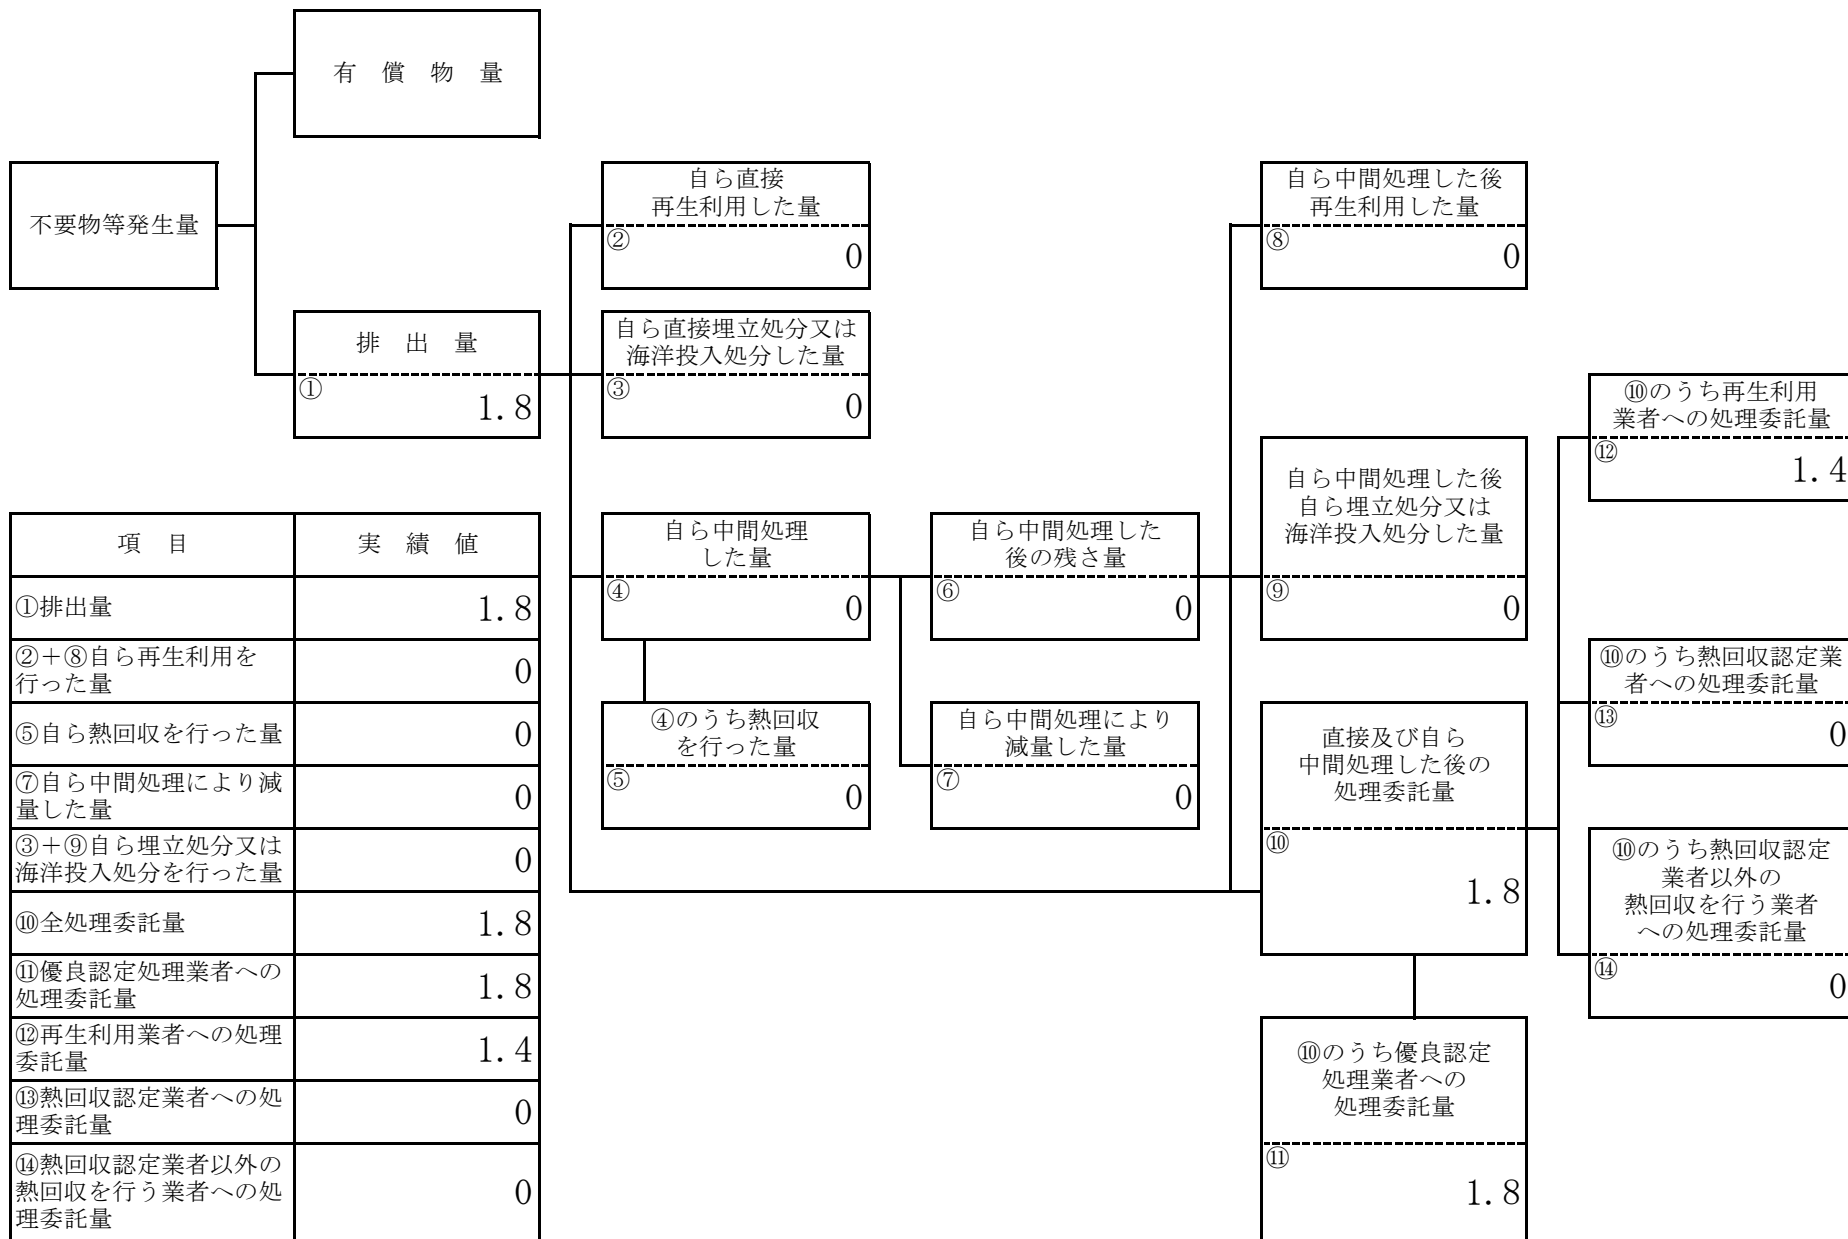 有償物量
不要物等発生量
排出量
①
1.8
自ら直接
再生利用した量
②
0
自ら直接埋立処分又は
海洋投入処分した量
③
0
自ら中間処理
した量
④
0
④のうち熱回収
を行った量
⑤
0
自ら中間処理した
後の残さ量
⑥
0
自ら中間処理により
減量した量
⑦
0
自ら中間処理した後
再生利用した量
⑧
0
自ら中間処理した後
自ら埋立処分又は
海洋投入処分した量
⑨
0
直接及び自ら
中間処理した後の
処理委託量
⑩
1.8
⑩のうち優良認定
処理業者への
処理委託量
⑪
1.8
⑩のうち再生利用
業者への処理委託量
⑫
1.4
⑩のうち熱回収認定業
者への処理委託量
⑬
0
⑩のうち熱回収認定
業者以外の
熱回収を行う業者
への処理委託量
⑭
0
項目 実績値
①排出量 1.8
②+⑧自ら再生利用を
行った量 0
⑤自ら熱回収を行った量 0
⑦自ら中間処理により減
量した量 0
③+⑨自ら埋立処分又は
海洋投入処分を行った量 0
⑩全処理委託量 1.8
⑪優良認定処理業者への
処理委託量 1.8
⑫再生利用業者への処理
委託量 1.4
⑬熱回収認定業者への処
理委託量 0
⑭熱回収認定業者以外の
熱回収を行う業者への処
理委託量 0